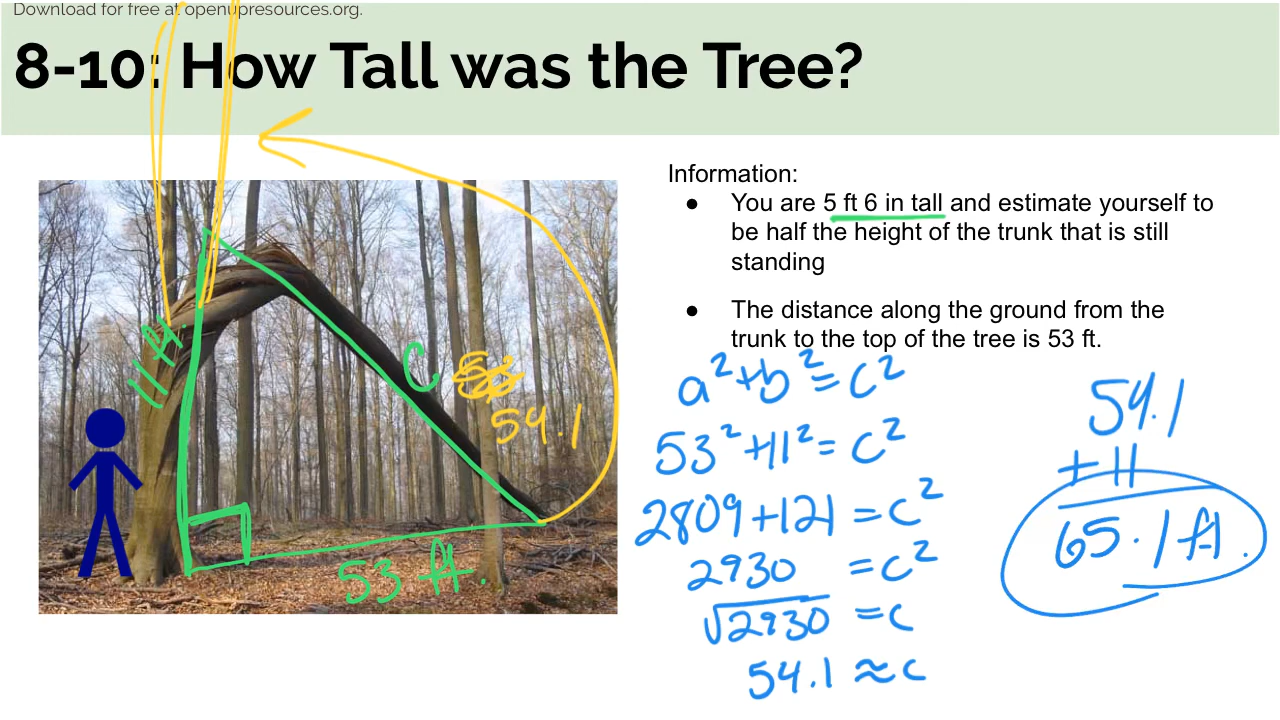 Download for free at openupresources.org.
8-10: How Tall was the Tree?
Information:
● You are 5 ft 6 in tall and estimate yourself to
be half the height of the trunk that is still
standing
● The distance along the ground from the
trunk to the top of the tree is 53 ft.
11 ft.
C
54.1
53 ft.
a²+b²=c²
53²+11²=c²
2809+121=c²
2930=c²
√2930=c
54.1≈c
54.1
+11
65.1 ft.